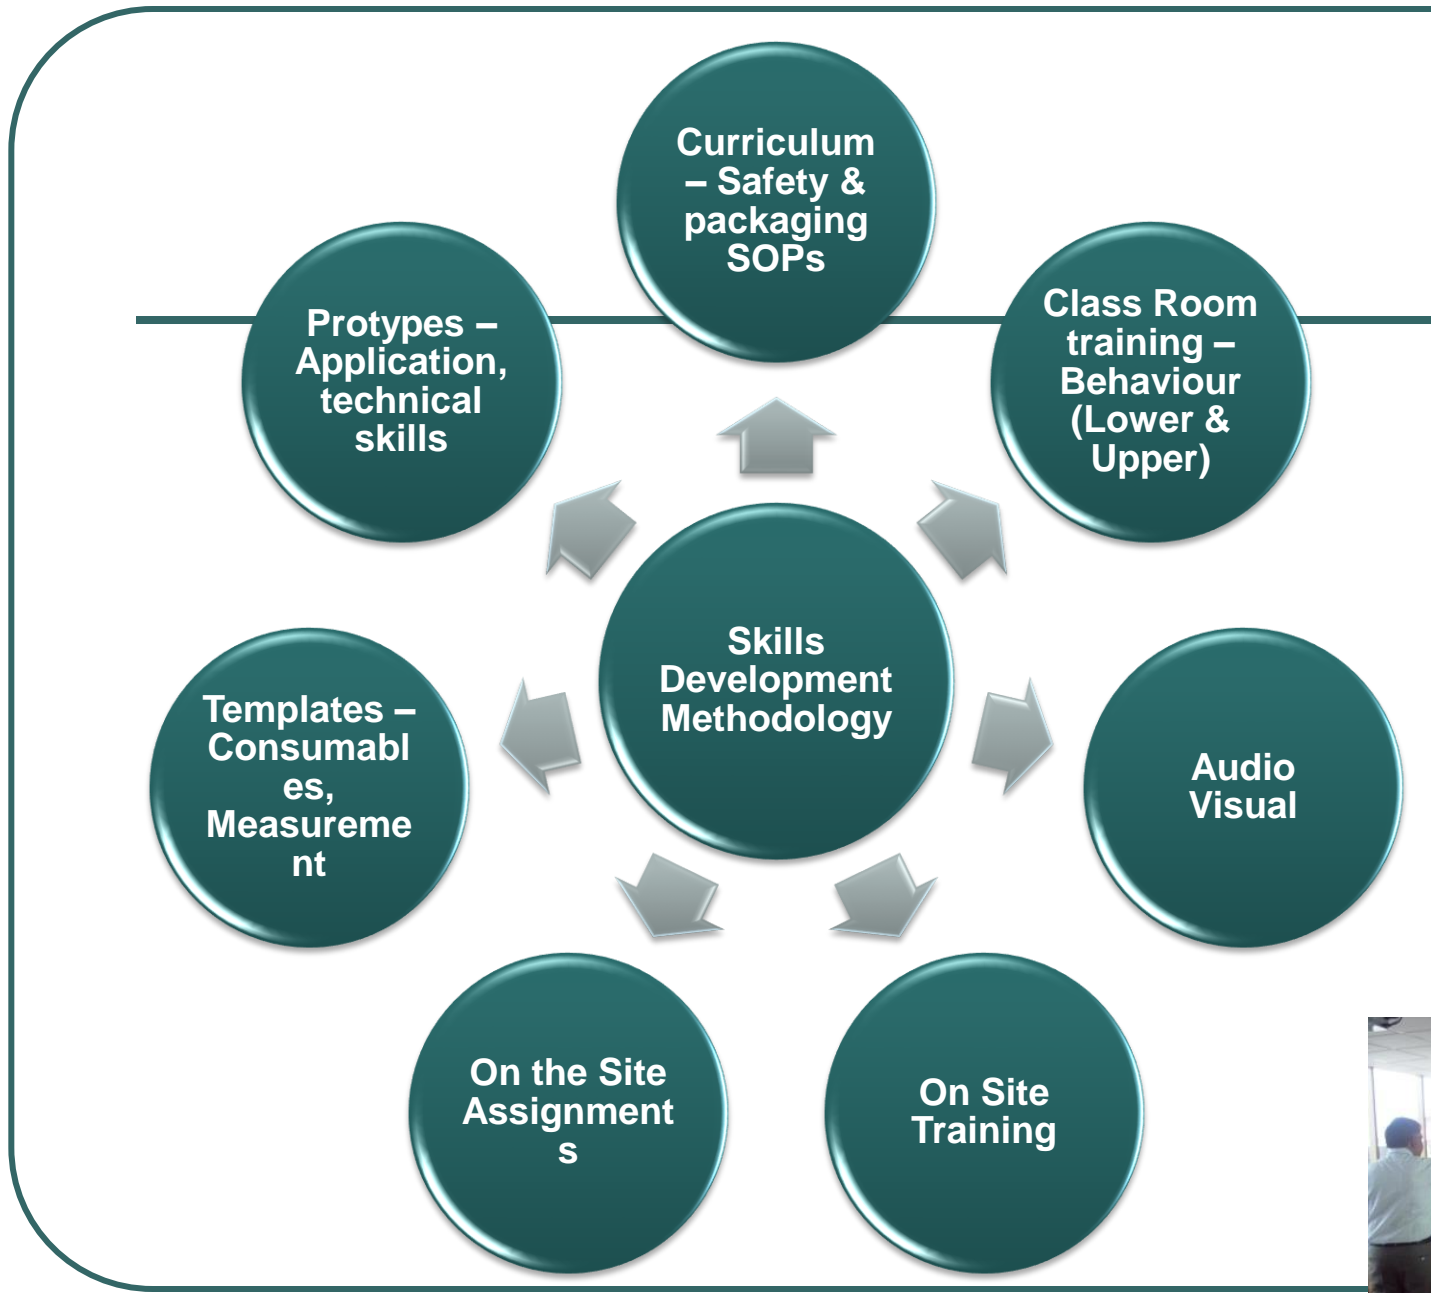 Curriculum
– Safety &
packaging
SOPs
Class Room
training –
Behaviour
(Lower &
Upper)
Audio
Visual
On Site
Training
On the Site
Assignment
s
Templates –
Consumabl
es,
Measureme
nt
Protypes –
Application,
technical
skills
Skills
Development
Methodology